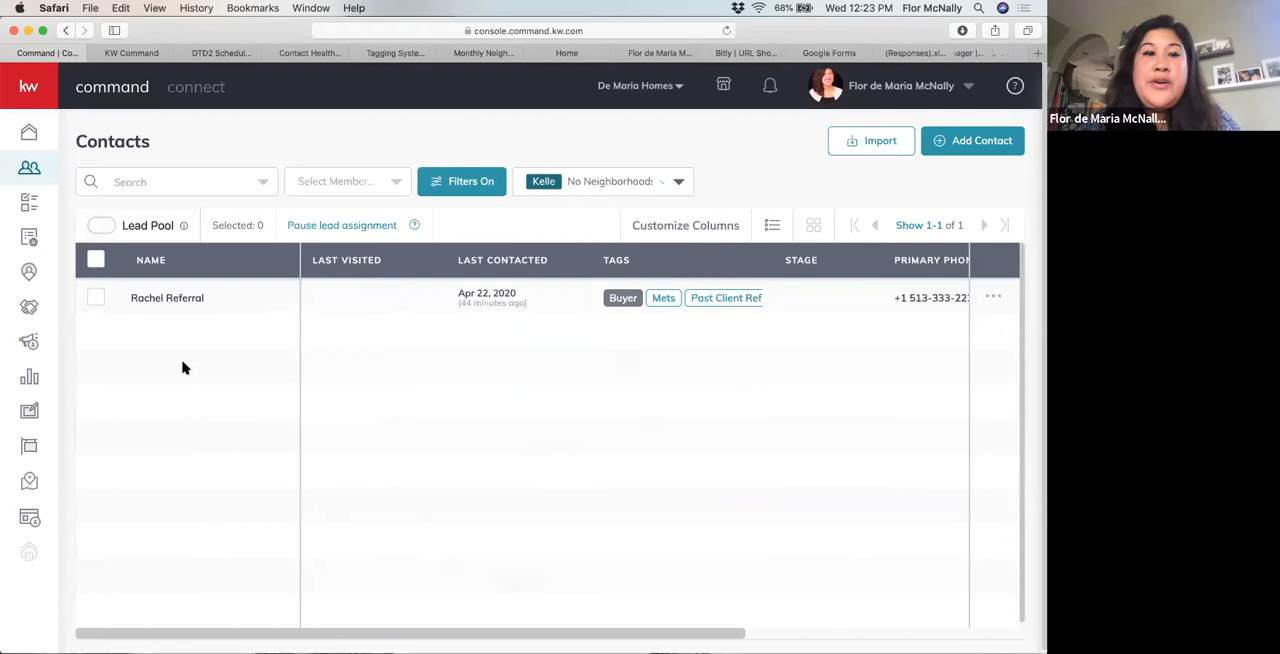 Safari File Edit View History Bookmarks Window Help 68% Wed 12:23 PM Flor McNally
console.command.kw.com
Command | Co... KW Command DTD2 Schedul... Contact Health... Tagging Syste... Monthly Neigh... Home Flor de Maria M... Bitly | URL Sho... Google Forms (Responses).xl... ager |...
kw command connect De Maria Homes Flor de Maria McNally ?
Flor de Maria McNally...
Contacts Import Add Contact
Search Select Member... Filters On Kelle No Neighborhoods
Lead Pool Selected: 0 Pause lead assignment ? Customize Columns Show 1-1 of 1
NAME LAST VISITED LAST CONTACTED TAGS STAGE PRIMARY PHON
Rachel Referral Apr 22, 2020 Buyer Mets Past Client Ref +1 513-333-22
(44 minutes ago)